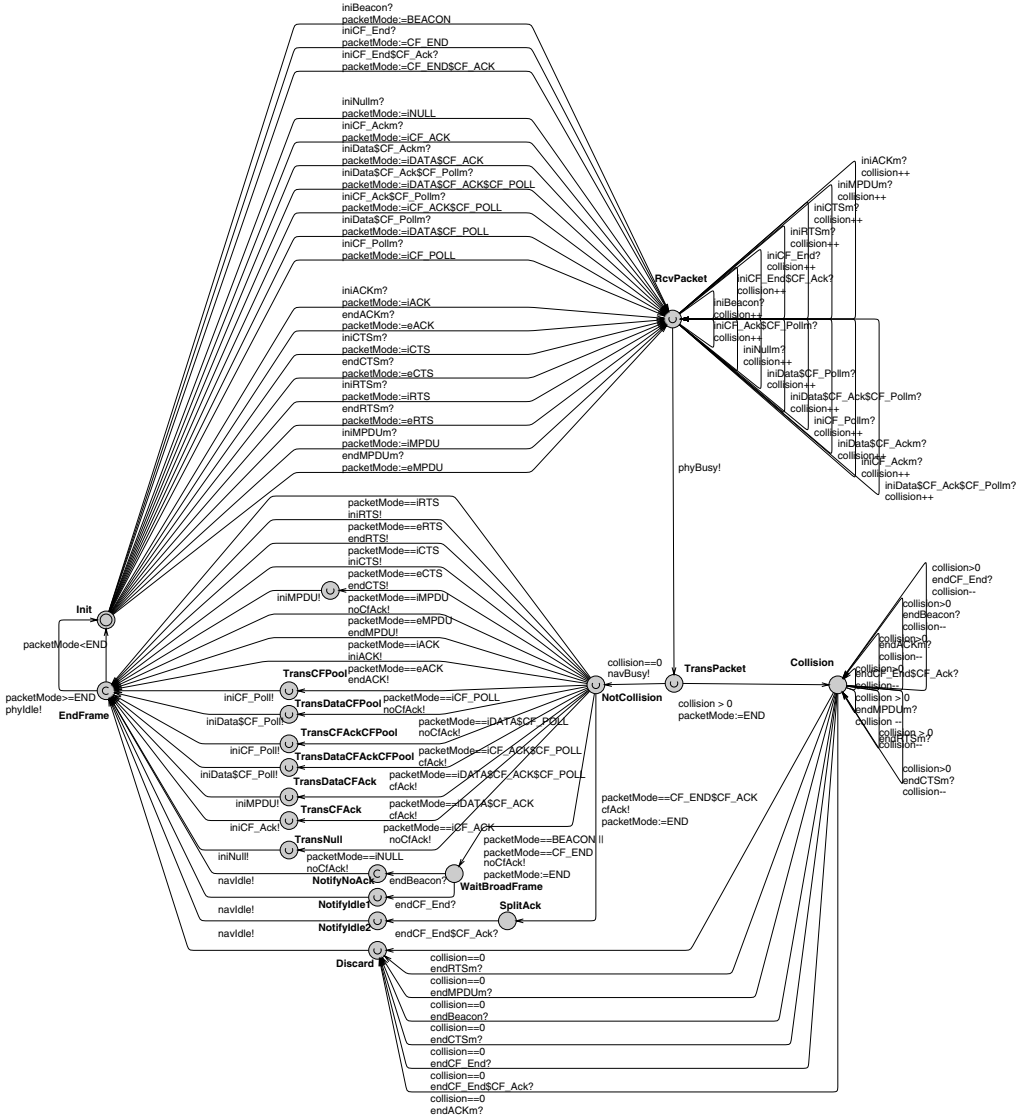 iniBeacon?
packetMode:=BEACON
iniCF_End?
packetMode:=CF_END
iniCF_End$CF_Ack?
packetMode:=CF_END$CF_ACK
iniNullm?
packetMode:=iNULL
iniCF_Ackm?
packetMode:=iCF_ACK
iniData$CF_Ackm?
packetMode:=iDATA$CF_ACK
iniData$CF_Ack$CF_Pollm?
packetMode:=iDATA$CF_ACK$CF_POLL
iniCF_Ack$CF_Pollm?
packetMode:=iCF_ACK$CF_POLL
iniData$CF_Pollm?
packetMode:=iDATA$CF_POLL
iniCF_Pollm?
packetMode:=iCF_POLL
iniACKm?
packetMode:=iACK
endACKm?
packetMode:=eACK
iniCTSm?
packetMode:=iCTS
endCTSm?
packetMode:=eCTS
iniRTSm?
packetMode:=iRTS
endRTSm?
packetMode:=eRTS
iniMPDUm?
packetMode:=iMPDU
endMPDUm?
packetMode:=eMPDU
RcvPacket
iniACKm?
collision++
iniMPDUm?
collision++
iniCTSm?
collision++
iniRTSm?
collision++
iniCF_End?
collision++
iniCF_End$CF_Ack?
collision++
iniBeacon?
collision++
iniCF_Ack$CF_Pollm?
collision++
iniNullm?
collision++
iniData$CF_Pollm?
collision++
iniData$CF_Ack$CF_Pollm?
collision++
iniCF_Pollm?
collision++
iniData$CF_Ackm?
collision++
iniCF_Ackm?
collision++
iniData$CF_Ack$CF_Pollm?
collision++
phyBusy!
packetMode==iRTS
iniRTS!
packetMode==eRTS
endRTS!
packetMode==iCTS
iniCTS!
packetMode==eCTS
endCTS!
iniMPDU!
packetMode==iMPDU
noCfAck!
packetMode==eMPDU
endMPDU!
packetMode==iACK
iniACK!
packetMode==eACK
endACK!
Init
packetMode<END
packetMode>=END
phyIdle!
EndFrame
TransCFPool
iniCF_Poll!
packetMode==iCF_POLL
noCfAck!
TransDataCFPool
iniData$CF_Poll!
packetMode==iDATA$CF_POLL
noCfAck!
TransCFAckCFPool
iniCF_Poll!
packetMode==iCF_ACK$CF_POLL
cfAck!
TransDataCFAckCFPool
iniData$CF_Poll!
packetMode==iDATA$CF_ACK$CF_POLL
cfAck!
TransDataCFAck
iniMPDU!
packetMode==iDATA$CF_ACK
cfAck!
TransCFAck
iniCF_Ack!
packetMode==iCF_ACK
noCfAck!
TransNull
iniNull!
packetMode==iNULL
noCfAck!
NotifyNoAck
navIdle!
endBeacon?
WaitBroadFrame
NotifyIdle1
endCF_End?
navIdle!
SplitAck
NotifyIdle2
endCF_End$CF_Ack?
navIdle!
Discard
collision==0
navBusy!
NotCollision
TransPacket
collision > 0
packetMode:=END
packetMode==CF_END$CF_ACK
cfAck!
packetMode:=END
packetMode==BEACON ||
packetMode==CF_END
noCfAck!
packetMode:=END
Collision
collision>0
endCF_End?
collision--
collision>0
endBeacon?
collision--
collision>0
endACKm?
collision--
collision>0
endCF_End$CF_Ack?
collision--
collision > 0
endMPDUm?
collision --
collision > 0
endRTSm?
collision--
collision>0
endCTSm?
collision--
collision==0
endRTSm?
collision==0
endMPDUm?
collision==0
endBeacon?
collision==0
endCTSm?
collision==0
endCF_End?
collision==0
endCF_End$CF_Ack?
collision==0
endACKm?